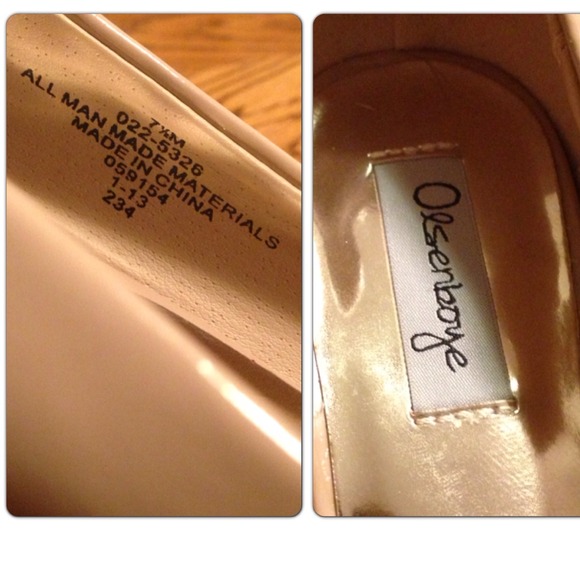 7½M
022-5326
ALL MAN MADE MATERIALS
MADE IN CHINA
059154
1-13
234
Olsenboye